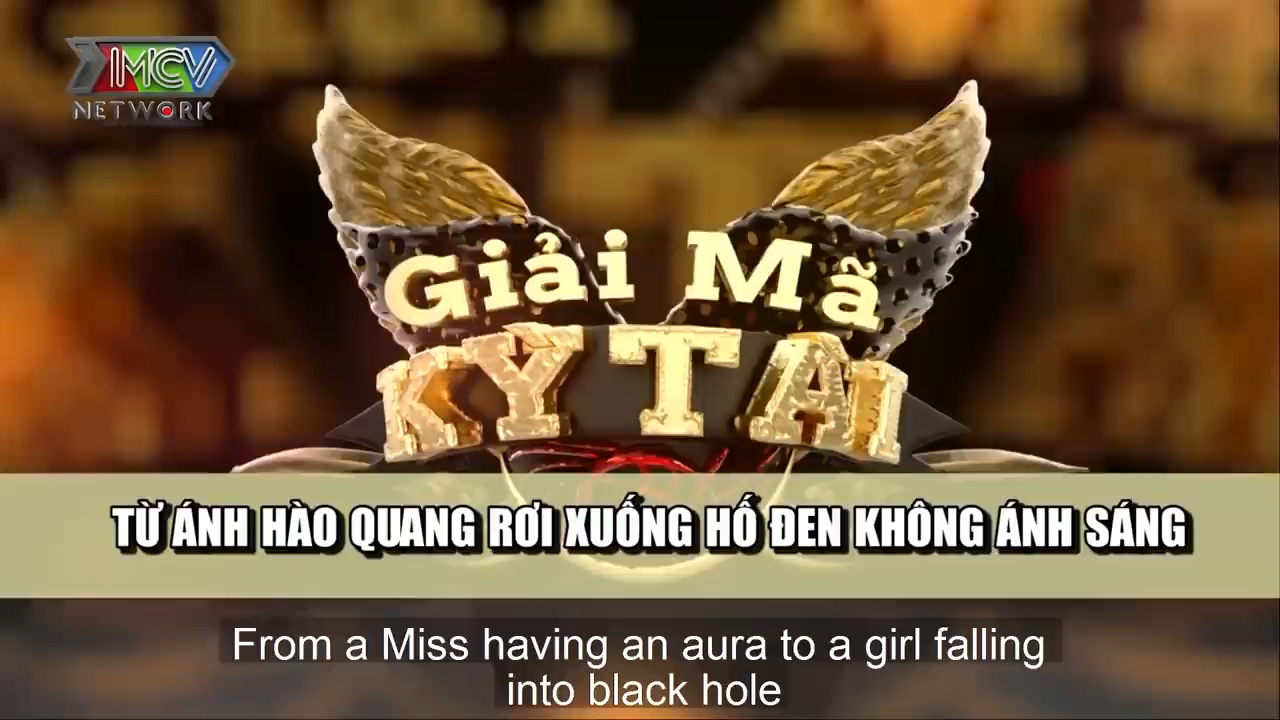 MCV
NETWORK
Giải Mã
KỲ TÀI
TỪ ÁNH HÀO QUANG RƠI XUỐNG HỐ ĐEN KHÔNG ÁNH SÁNG
From a Miss having an aura to a girl falling
into black hole